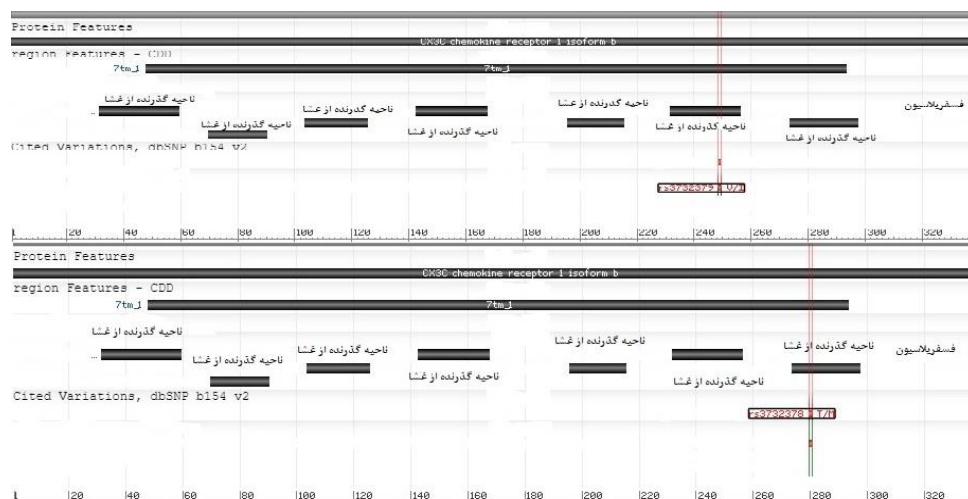 Protein Features
CX3C chemokine receptor 1 isoform b
region Features - CDD
7tm_1 7tm_1
ناحیه گذرنده از غشا ناحیه گذرنده از غشا ناحیه گذرنده از غشا فسفریلاسیون
..
ناحیه گذرنده از غشا ناحیه گذرنده از غشا ناحیه گذرنده از غشا ناحیه گذرنده از غشا
Cited Variations, dbSNP b154 v2
rs3732379 : V/I
1 20 40 60 80 100 120 140 160 180 200 220 240 260 280 300 320
Protein Features
CX3C chemokine receptor 1 isoform b
region Features - CDD
7tm_1 7tm_1
ناحیه گذرنده از غشا ناحیه گذرنده از غشا ناحیه گذرنده از غشا ناحیه گذرنده از غشا فسفریلاسیون
..
ناحیه گذرنده از غشا ناحیه گذرنده از غشا ناحیه گذرنده از غشا
Cited Variations, dbSNP b154 v2
rs3732378 : T/M
1 20 40 60 80 100 120 140 160 180 200 220 240 260 280 300 320